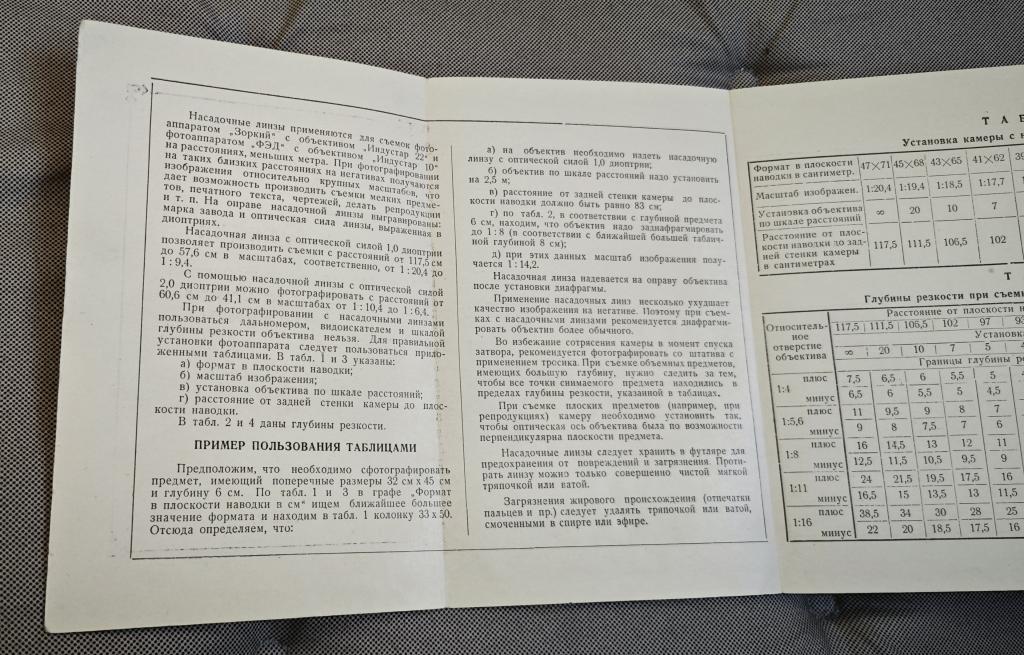 Насадочные линзы применяются для съемок фото-
аппаратом „Зоркий“ с объективом „Индустар 22“ и
фотоаппаратом „ФЭД“ с объективом „Индустар 10“
на расстояниях, меньших метра. При фотографировании
на таких близких расстояниях на негативах получаются
изображения относительно крупных масштабов, что
дает возможность производить съемки мелких предме-
тов, печатного текста, чертежей, делать репродукции
и т. п. На оправе насадочной линзы выгравированы:
марка завода и оптическая сила линзы, выраженная в
диоптриях.
Насадочная линза с оптической силой 1,0 диоптрии
позволяет производить съемки с расстояний от 117,5 см
до 57,6 см в масштабах, соответственно, от 1 : 20,4 до
1 : 9,4.
С помощью насадочной линзы с оптической силой
2,0 диоптрии можно фотографировать с расстояний от
60,6 см до 41,1 см в масштабах от 1 : 10,4 до 1 : 6,4.
При фотографировании с насадочными линзами
пользоваться дальномером, видоискателем и шкалой
глубины резкости объектива нельзя. Для правильной
установки фотоаппарата следует пользоваться прило-
женными таблицами. В табл. 1 и 3 указаны:
а) формат в плоскости наводки;
б) масштаб изображения;
в) установка объектива по шкале расстояний;
г) расстояние от задней стенки камеры до плос-
кости наводки.
В табл. 2 и 4 даны глубины резкости.
ПРИМЕР ПОЛЬЗОВАНИЯ ТАБЛИЦАМИ
Предположим, что необходимо сфотографировать
предмет, имеющий поперечные размеры 32 см х 45 см
и глубину 6 см. По табл. 1 и 3 в графе „Формат
в плоскости наводки в см“ ищем ближайшее большее
значение формата и находим в табл. 1 колонку 33 х 50.
Отсюда определяем, что:
а) на объектив необходимо надеть насадочную
линзу с оптической силой 1,0 диоптрии;
б) объектив по шкале расстояний надо установить
на 2,5 м;
в) расстояние от задней стенки камеры до плос-
кости наводки должно быть равно 83 см;
г) по табл. 2, в соответствии с глубиной предмета
6 см, находим, что объектив надо задиафрагмировать
до 1 : 8 (в соответствии с ближайшей большей таблич-
ной глубиной 8 см);
д) при этих данных масштаб изображения полу-
чается 1 : 14,2.
Насадочная линза надевается на оправу объектива
после установки диафрагмы.
Применение насадочных линз несколько ухудшает
качество изображения на негативе. Поэтому при съем-
ках с насадочными линзами рекомендуется диафрагми-
ровать объектив более обычного.
Во избежание сотрясения камеры в момент спуска
затвора, рекомендуется фотографировать со штатива с
применением тросика. При съемке объемных предметов,
имеющих большую глубину, нужно следить за тем,
чтобы все точки снимаемого предмета находились в
пределах глубины резкости, указанной в таблицах.
При съемке плоских предметов (например, при
репродукциях) камеру необходимо установить так,
чтобы оптическая ось объектива была по возможности
перпендикулярна плоскости предмета.
Насадочные линзы следует хранить в футляре для
предохранения от повреждений и загрязнения. Проти-
рать линзу можно только совершенно чистой мягкой
тряпочкой или ватой.
Загрязнения жирового происхождения (отпечатки
пальцев и пр.) следует удалять тряпочкой или ватой,
смоченными в спирте или эфире.
Т А Б
Установка камеры с н
Формат в плоскости наводки в сантиметр. 47×71 45×68 43×65 41×62 39
Масштаб изображен. 1:20,4 1:19,4 1:18,5 1:17,7
Установка объектива по шкале расстояний ∞ 20 10 7
Расстояние от плос-кости наводки до зад-ней стенки камеры в сантиметрах 117,5 111,5 106,5 102
Т
Глубины резкости при съемк
Относитель-ное отверстие объектива
Расстояние от плоскости н
117,5 111,5 106,5 102 97 93
Установка
∞ 20 10 7 5 4
Границы глубины ре
1:4 плюс 7,5 6,5 6 5,5 5
минус 6,5 6 5,5 5 4,5
1:5,6 плюс 11 9,5 9 8 7
минус 9 8 7,5 7 6
1:8 плюс 16 14,5 13 12 11
минус 12,5 11,5 10,5 9,5 9
1:11 плюс 24 21,5 19,5 17,5 16
минус 16,5 15 13,5 13 11,5
1:16 плюс 38,5 34 30 28 25
минус 22 20 18,5 17,5 16